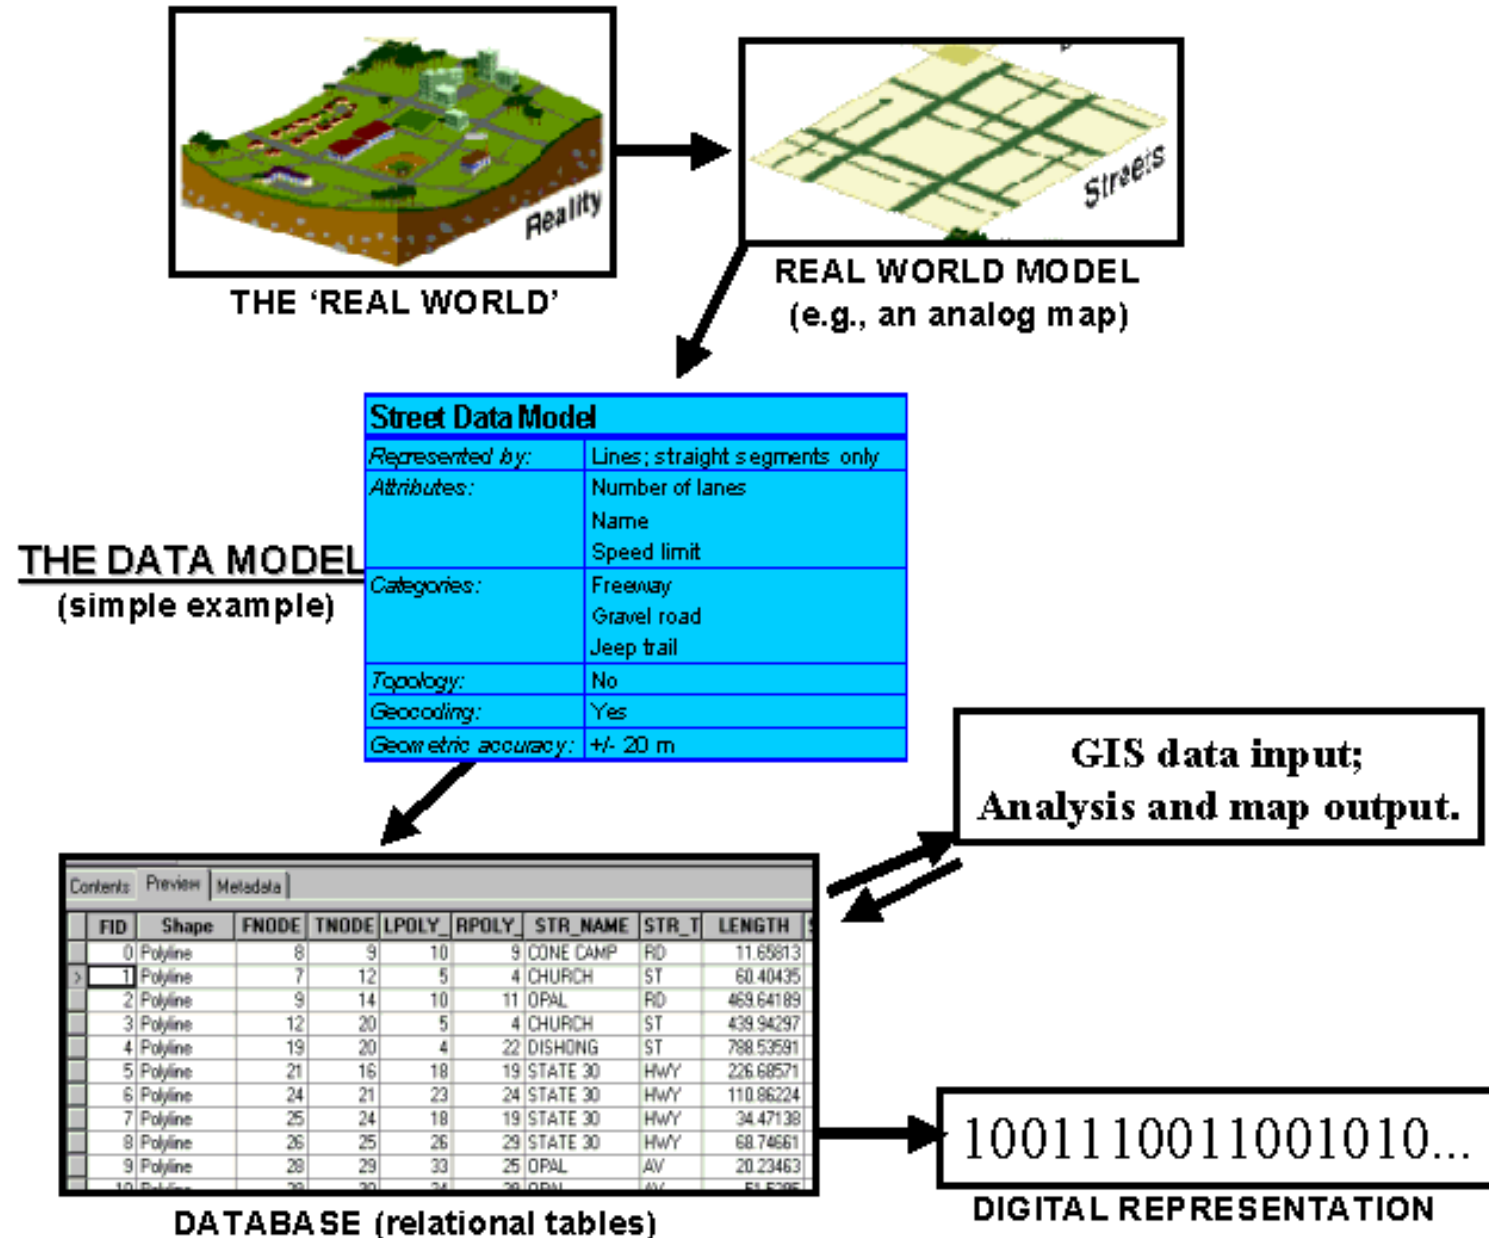 Reality
THE ‘REAL WORLD’
Streets
REAL WORLD MODEL
(e.g., an analog map)
THE DATA MODEL
(simple example)
Street Data Model
Represented by: Lines; straight segments only
Attributes: Number of lanes
Name
Speed limit
Categories: Freeway
Gravel road
Jeep trail
Topology: No
Geocoding: Yes
Geometric accuracy: +/- 20 m
GIS data input;
Analysis and map output.
Contents Preview Metadata
FID Shape FNODE TNODE LPOLY_ RPOLY_ STR_NAME STR_T LENGTH
0 Polyline 8 9 10 9 CONE CAMP RD 11.65813
1 Polyline 7 12 5 4 CHURCH ST 60.40435
2 Polyline 9 14 10 11 OPAL RD 469.64189
3 Polyline 12 20 5 4 CHURCH ST 439.94297
4 Polyline 19 20 4 22 DISHONG ST 788.53591
5 Polyline 21 16 18 19 STATE 30 HWY 226.68571
6 Polyline 24 21 23 24 STATE 30 HWY 110.86224
7 Polyline 25 24 18 19 STATE 30 HWY 34.47138
8 Polyline 26 25 26 29 STATE 30 HWY 68.74661
9 Polyline 28 29 33 25 OPAL AV 20.23463
DATABASE (relational tables)
1001110011001010...
DIGITAL REPRESENTATION